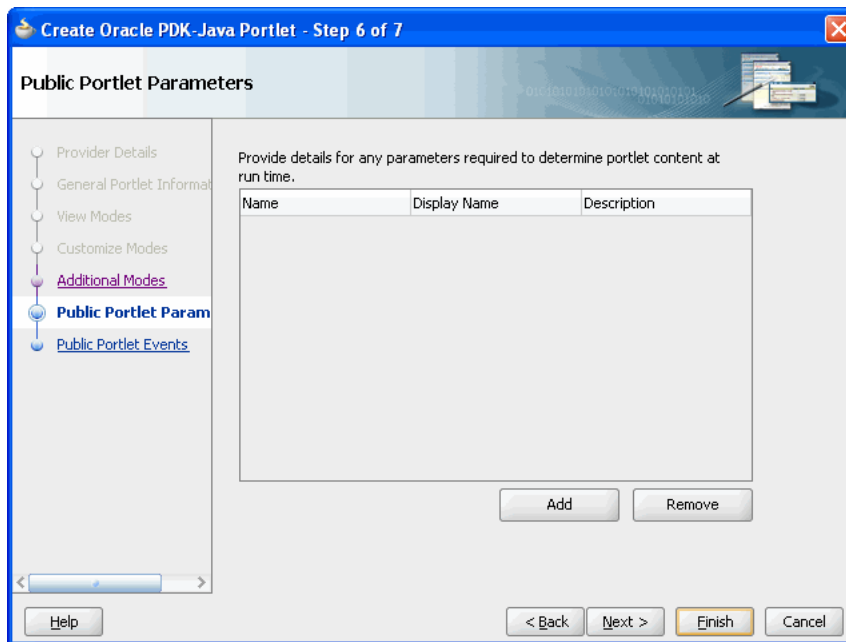 Create Oracle PDK-Java Portlet - Step 6 of 7
Public Portlet Parameters
0101010101010101010101010101
01010101010
Provider Details
General Portlet Informat
View Modes
Customize Modes
Additional Modes
Public Portlet Param
Public Portlet Events
Provide details for any parameters required to determine portlet content at
run time.
Name Display Name Description
Add Remove
Help < Back Next > Finish Cancel